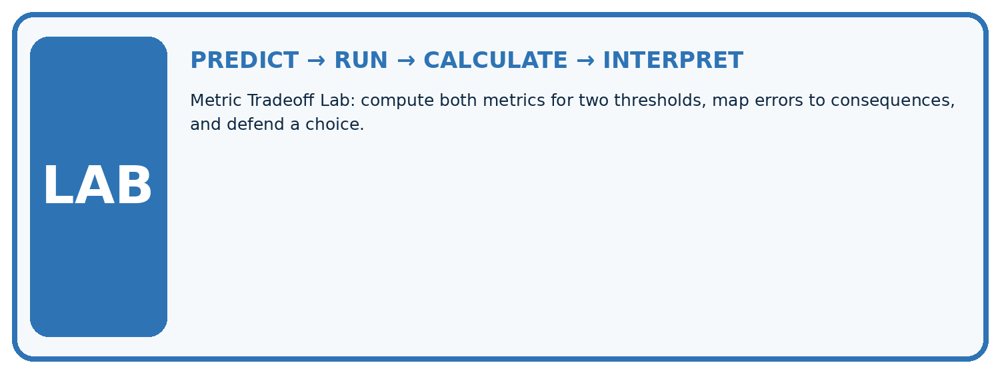 LAB
PREDICT → RUN → CALCULATE → INTERPRET
Metric Tradeoff Lab: compute both metrics for two thresholds, map errors to consequences,
and defend a choice.